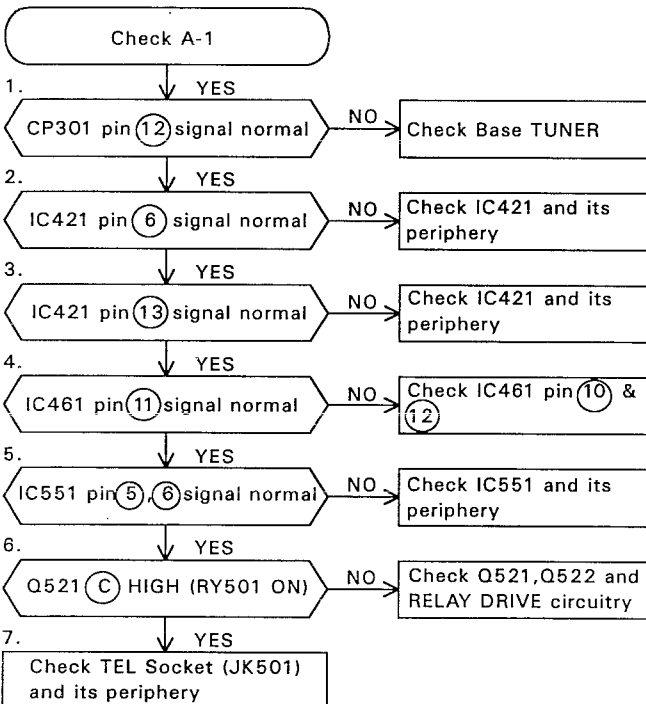 Check A-1
1.
YES
CP301 pin 12 signal normal
NO
Check Base TUNER
2.
YES
IC421 pin 6 signal normal
NO
Check IC421 and its
periphery
3.
YES
IC421 pin 13 signal normal
NO
Check IC421 and its
periphery
4.
YES
IC461 pin 11 signal normal
NO
Check IC461 pin 10 &
12
5.
YES
IC551 pin 5, 6 signal normal
NO
Check IC551 and its
periphery
6.
YES
Q521 C HIGH (RY501 ON)
NO
Check Q521,Q522 and
RELAY DRIVE circuitry
7.
YES
Check TEL Socket (JK501)
and its periphery